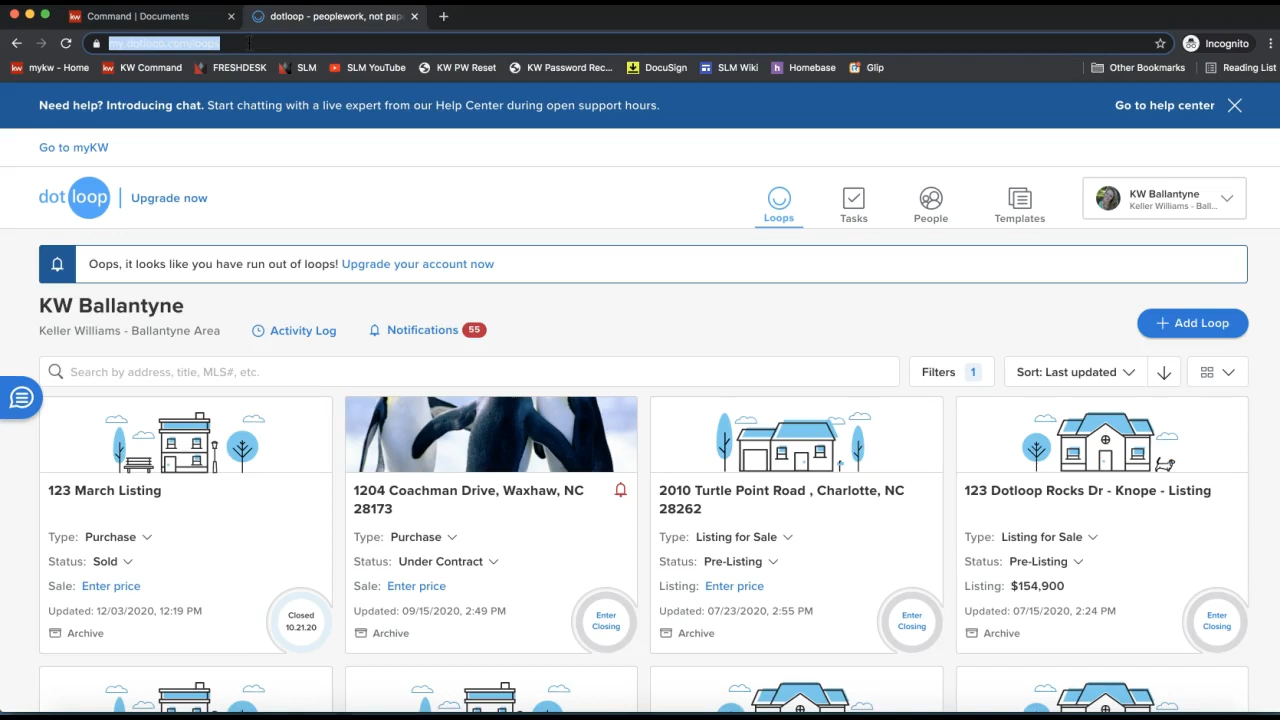 Command | Documents
dotloop - peoplework, not pap
my.dotloop.com/loops
Incognito
mykw - Home
KW Command
FRESHDESK
SLM
SLM YouTube
KW PW Reset
KW Password Rec...
DocuSign
SLM Wiki
Homebase
Glip
Other Bookmarks
Reading List
Need help? Introducing chat. Start chatting with a live expert from our Help Center during open support hours.
Go to help center
Go to myKW
dotloop
Upgrade now
Loops
Tasks
People
Templates
KW Ballantyne
Keller Williams - Ball...
Oops, it looks like you have run out of loops! Upgrade your account now
KW Ballantyne
Keller Williams - Ballantyne Area
Activity Log
Notifications 55
+ Add Loop
Search by address, title, MLS#, etc.
Filters 1
Sort: Last updated
123 March Listing
Type: Purchase
Status: Sold
Sale: Enter price
Updated: 12/03/2020, 12:19 PM
Archive
Closed
10.21.20
1204 Coachman Drive, Waxhaw, NC
28173
Type: Purchase
Status: Under Contract
Sale: Enter price
Updated: 09/15/2020, 2:49 PM
Archive
Enter
Closing
2010 Turtle Point Road , Charlotte, NC
28262
Type: Listing for Sale
Status: Pre-Listing
Listing: Enter price
Updated: 07/23/2020, 2:55 PM
Archive
Enter
Closing
123 Dotloop Rocks Dr - Knope - Listing
Type: Listing for Sale
Status: Pre-Listing
Listing: $154,900
Updated: 07/15/2020, 2:24 PM
Archive
Enter
Closing